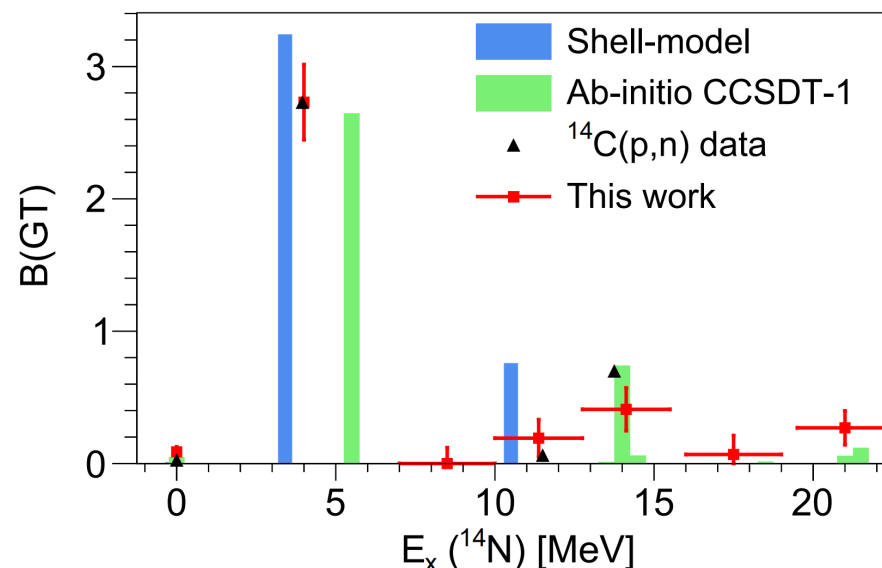 Shell-model
Ab-initio CCSDT-1
¹⁴C(p,n) data
This work
B(GT)
3
2
1
0
0 5 10 15 20
Eₓ (¹⁴N) [MeV]